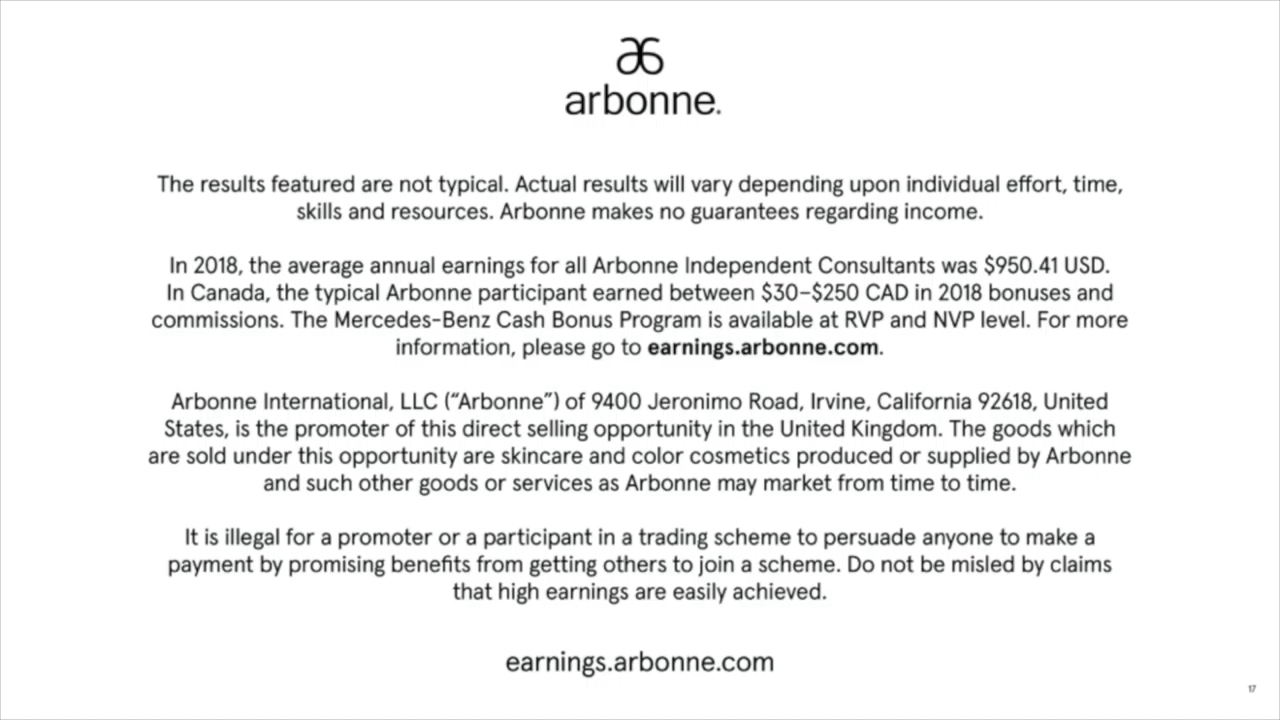 arbonne.
The results featured are not typical. Actual results will vary depending upon individual effort, time,
skills and resources. Arbonne makes no guarantees regarding income.
In 2018, the average annual earnings for all Arbonne Independent Consultants was $950.41 USD.
In Canada, the typical Arbonne participant earned between $30–$250 CAD in 2018 bonuses and
commissions. The Mercedes-Benz Cash Bonus Program is available at RVP and NVP level. For more
information, please go to earnings.arbonne.com.
Arbonne International, LLC (“Arbonne”) of 9400 Jeronimo Road, Irvine, California 92618, United
States, is the promoter of this direct selling opportunity in the United Kingdom. The goods which
are sold under this opportunity are skincare and color cosmetics produced or supplied by Arbonne
and such other goods or services as Arbonne may market from time to time.
It is illegal for a promoter or a participant in a trading scheme to persuade anyone to make a
payment by promising benefits from getting others to join a scheme. Do not be misled by claims
that high earnings are easily achieved.
earnings.arbonne.com
17